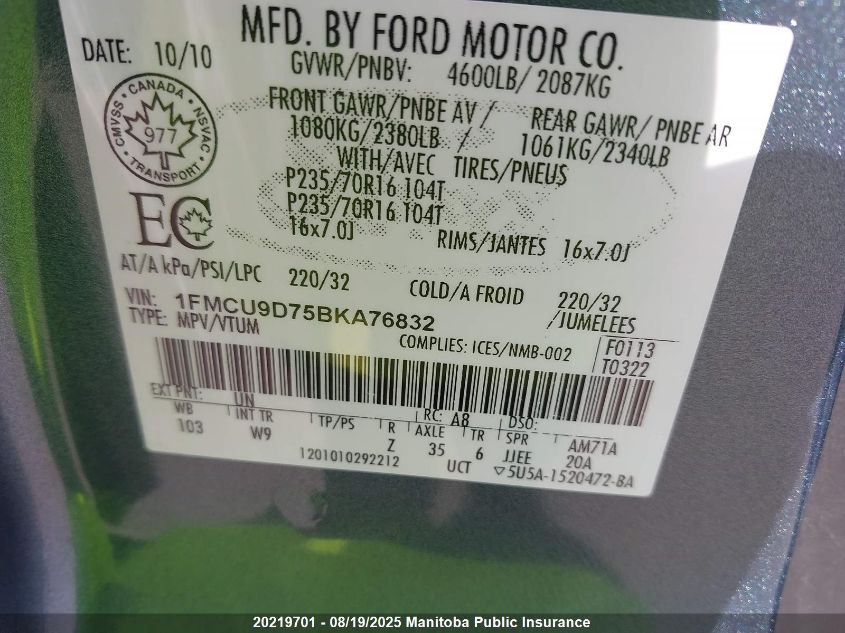 MFD. BY FORD MOTOR CO.
DATE: 10/10
GVWR/PNBV: 4600LB/ 2087KG
FRONT GAWR/PNBE AV / REAR GAWR/ PNBE AR
1080KG/2380LB / 1061KG/2340LB
WITH/AVEC TIRES/PNEUS
P235/70R16 104T
P235/70R16 104T
16x7.0J RIMS/JANTES 16x7.0J
CANADA
CMVSS NSVAC
977
TRANSPORT
EC
AT/A kPa/PSI/LPC 220/32 COLD/A FROID 220/32
VIN: 1FMCU9D75BKA76832 /JUMELEES
TYPE: MPV/VTUM
COMPLIES: ICES/NMB-002 F0113
T0322
EXT PNT: UN RC: A8 DSO:
WB INT TR TP/PS R AXLE TR SPR AM71A
103 W9 Z 35 6 JJEE 20A
1201010292212 UCT ▽5U5A-1520472-BA
20219701 - 08/19/2025 Manitoba Public Insurance